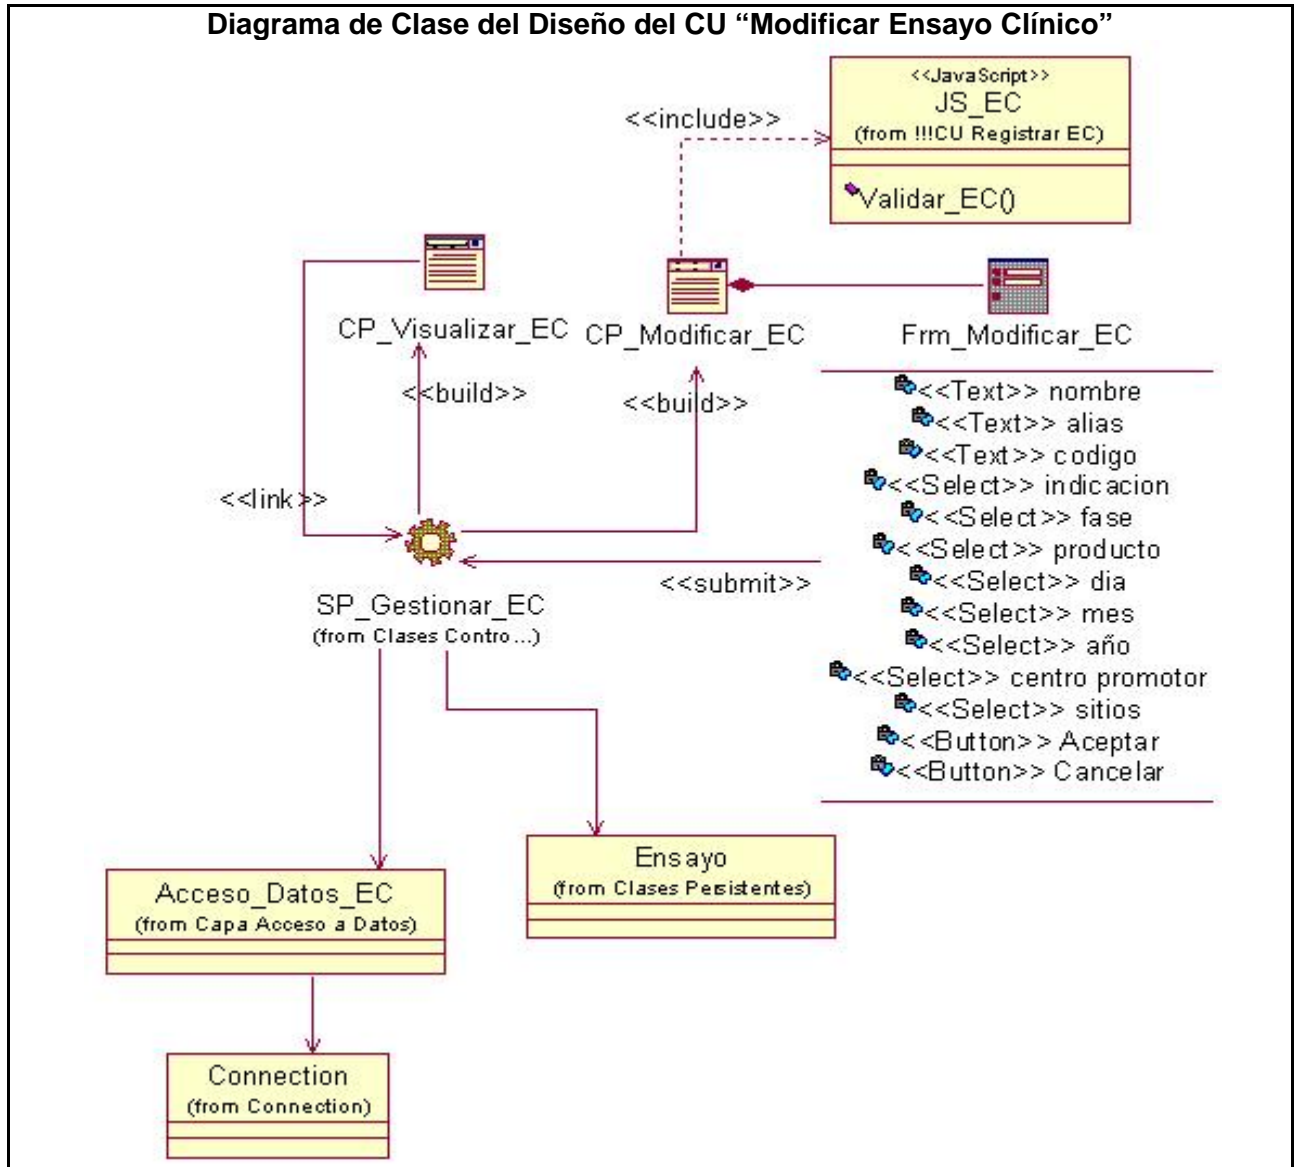 Diagrama de Clase del Diseño del CU “Modificar Ensayo Clínico”
<<JavaScript>>
JS_EC
(from !!!CU Registrar EC)
Validar_EC()
<<include>>
CP_Visualizar_EC
CP_Modificar_EC
Frm_Modificar_EC
<<build>>
<<build>>
<<link>>
<<submit>>
<<Text>> nombre
<<Text>> alias
<<Text>> codigo
<<Select>> indicacion
<<Select>> fase
<<Select>> producto
<<Select>> dia
<<Select>> mes
<<Select>> año
<<Select>> centro promotor
<<Select>> sitios
<<Button>> Aceptar
<<Button>> Cancelar
SP_Gestionar_EC
(from Clases Contro...)
Ensayo
(from Clases Persistentes)
Acceso_Datos_EC
(from Capa Acceso a Datos)
Connection
(from Connection)